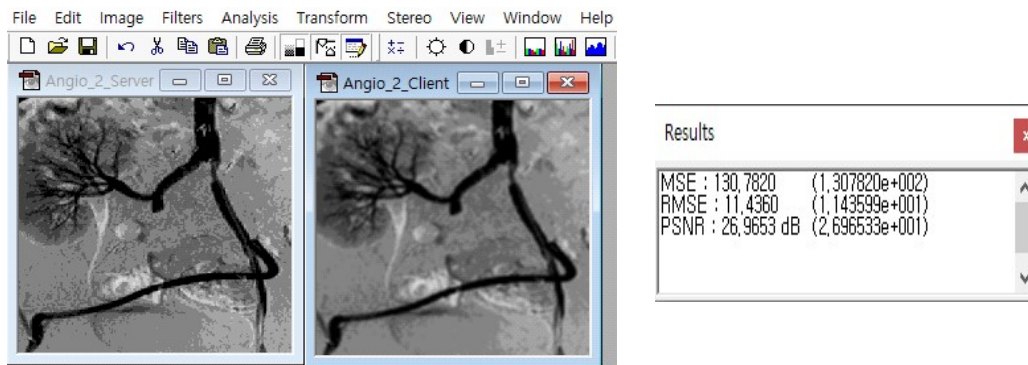 File Edit Image Filters Analysis Transform Stereo View Window Help
Angio_2_Server
Angio_2_Client
Results
MSE : 130,7820 (1,307820e+002)
RMSE : 11,4360 (1,143599e+001)
PSNR : 26,9653 dB (2,696533e+001)